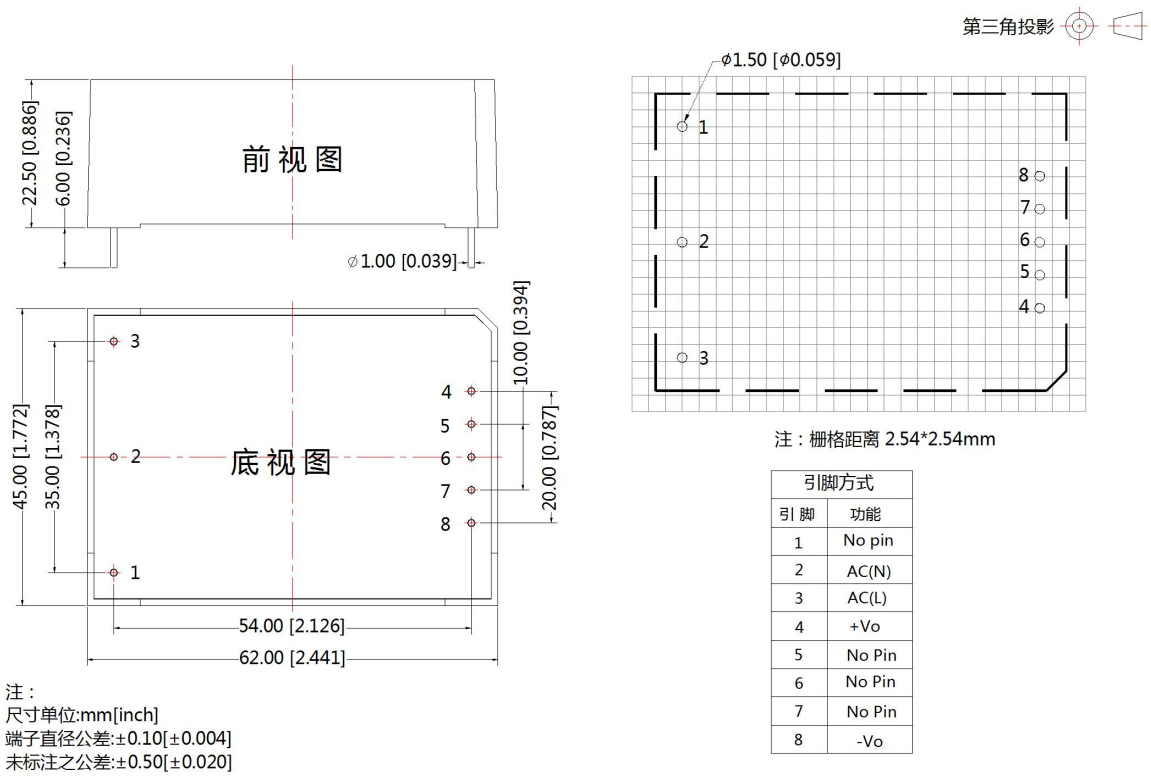 第三角投影
⌀1.50 [⌀0.059]
22.50 [0.886]
6.00 [0.236]
前视图
⌀1.00 [0.039]
1
2
3
8
7
6
5
4
注：栅格距离 2.54*2.54mm
45.00 [1.772]
35.00 [1.378]
3
2
1
底视图
4
5
6
7
8
10.00 [0.394]
20.00 [0.787]
54.00 [2.126]
62.00 [2.441]
引脚方式
引脚 功能
1 No pin
2 AC(N)
3 AC(L)
4 +Vo
5 No Pin
6 No Pin
7 No Pin
8 -Vo
注：
尺寸单位:mm[inch]
端子直径公差:±0.10[±0.004]
未标注之公差:±0.50[±0.020]